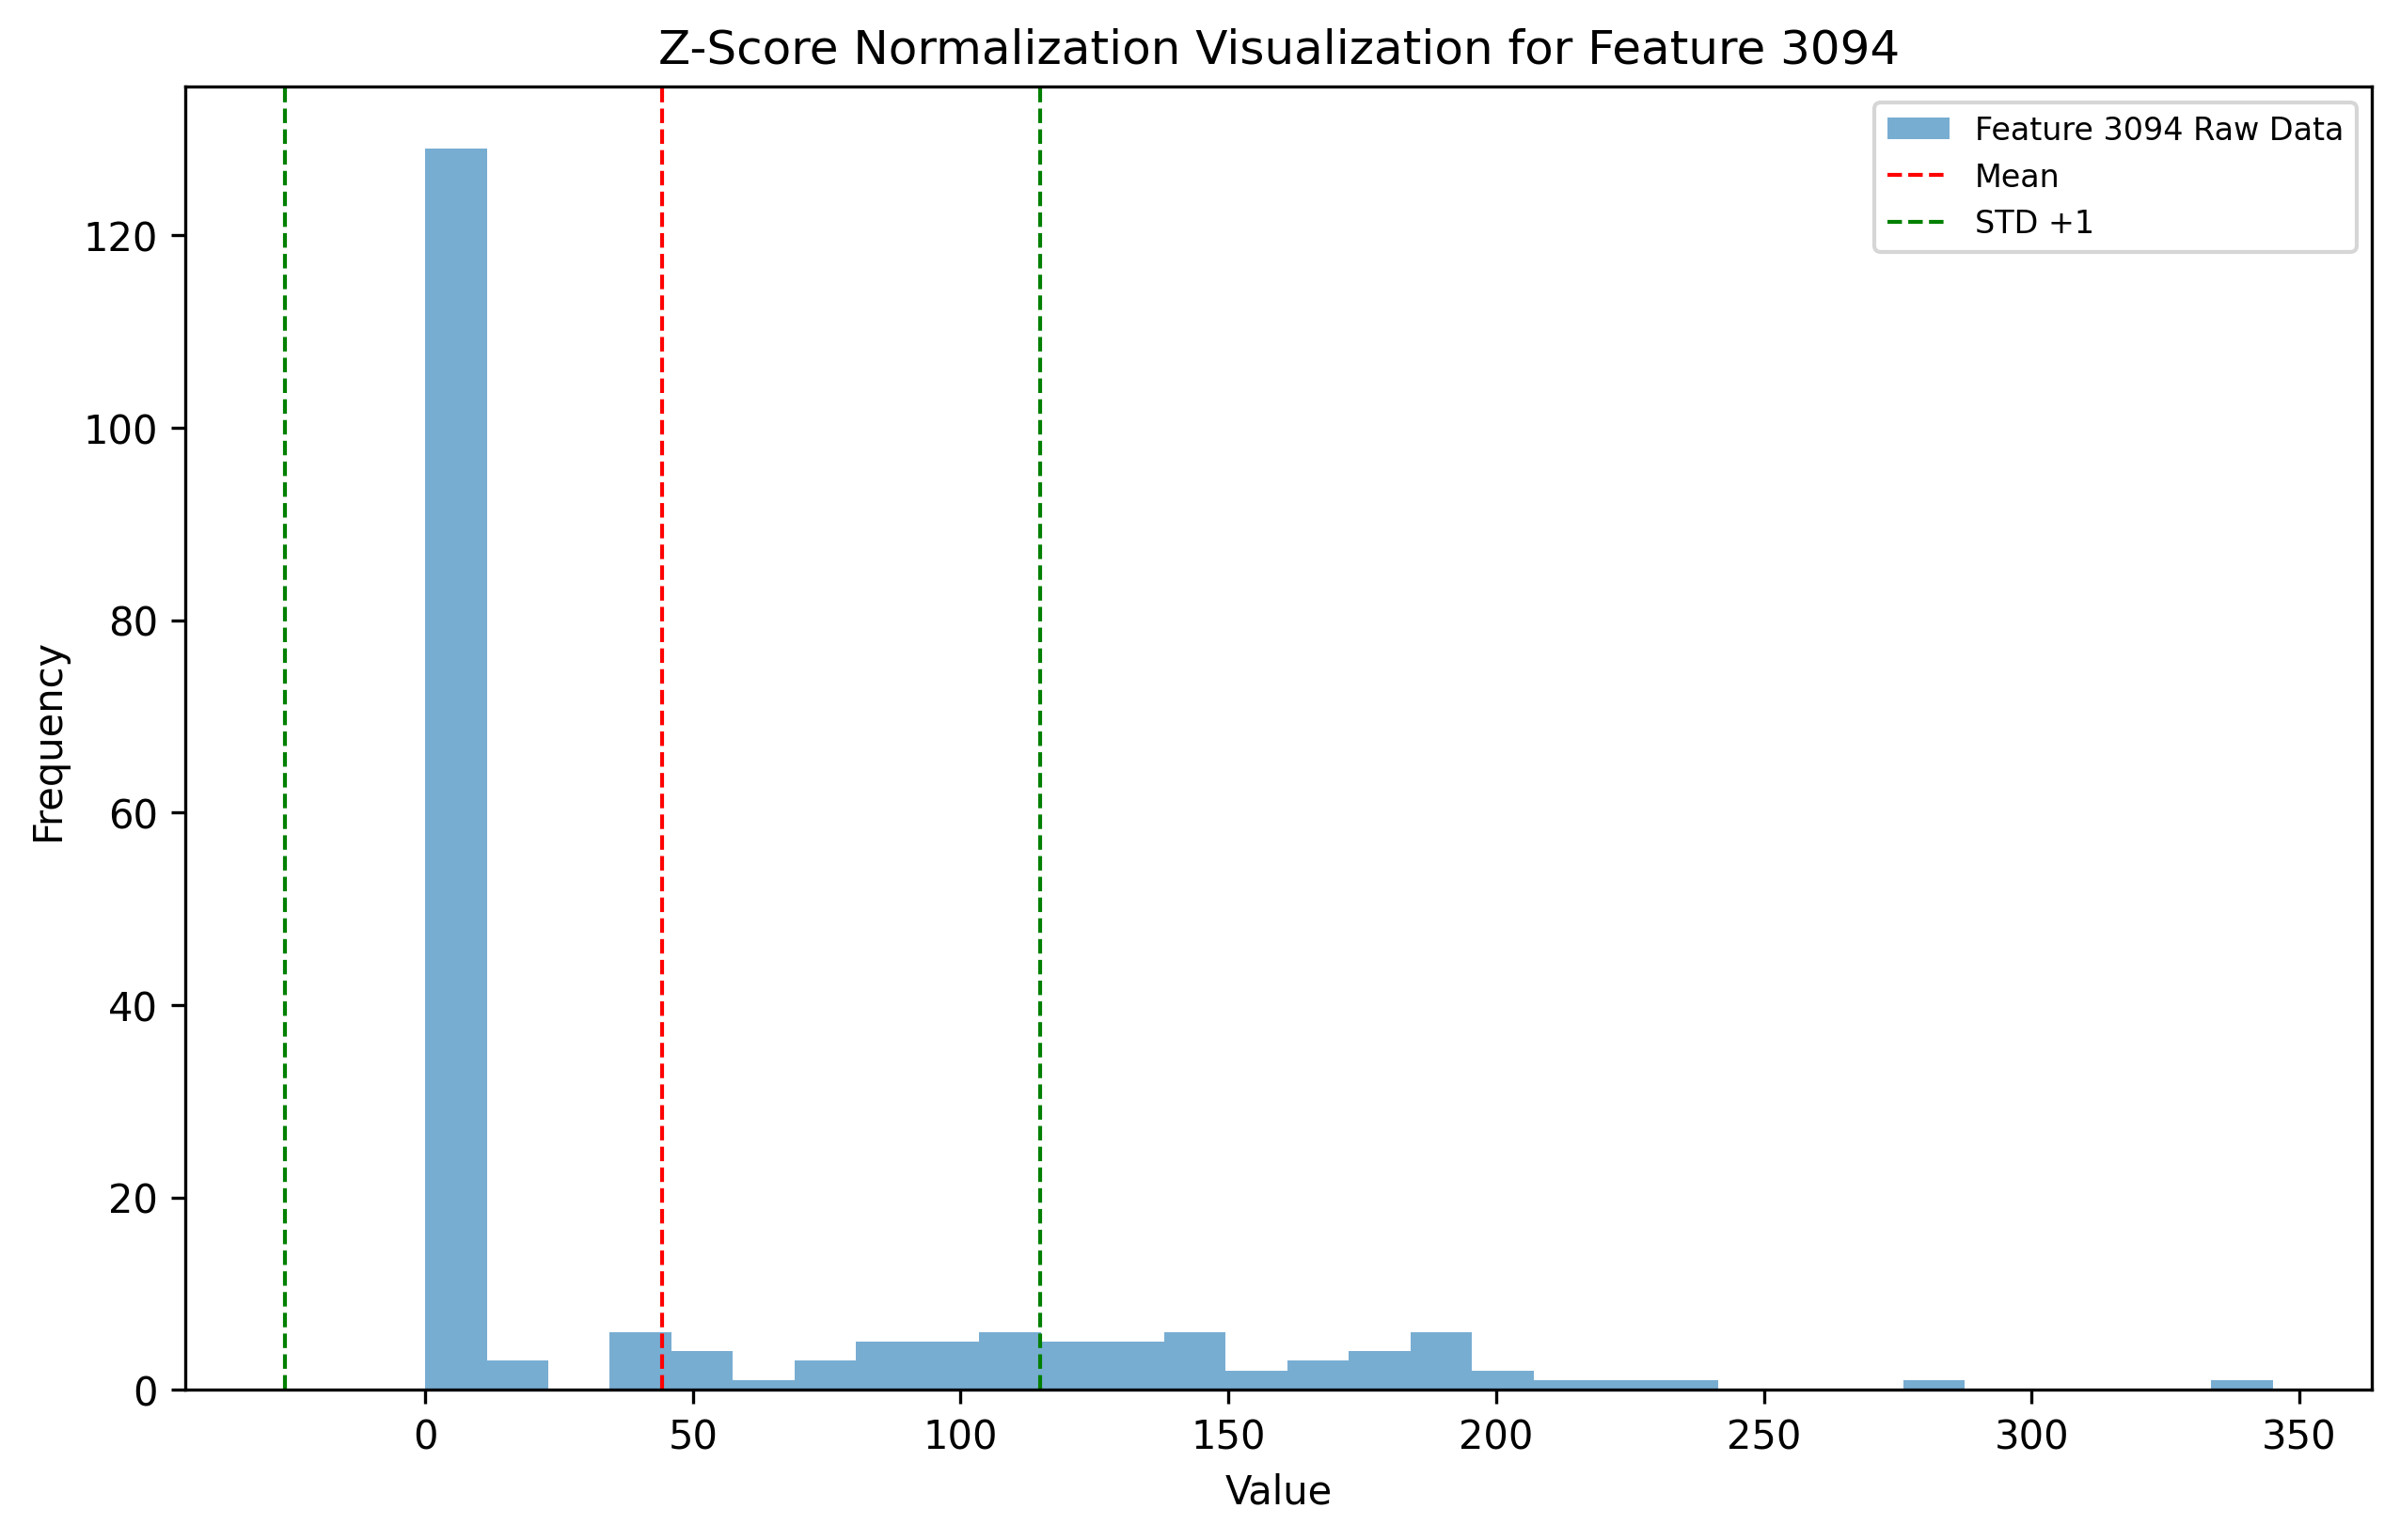 Z-Score Normalization Visualization for Feature 3094
Feature 3094 Raw Data
Mean
STD +1
120
100
80
60
40
20
0
Frequency
0 50 100 150 200 250 300 350
Value